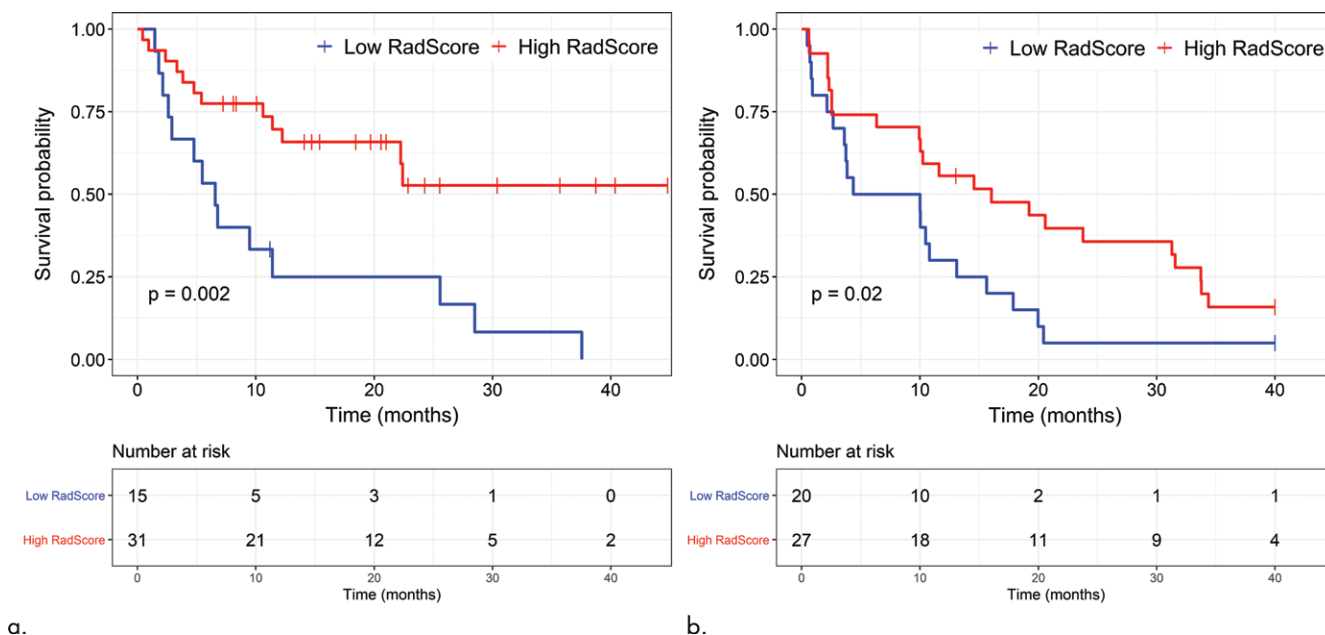 1.00
0.75
0.50
0.25
0.00
Survival probability
Low RadScore High RadScore
p = 0.002
0 10 20 30 40
Time (months)
Number at risk
Low RadScore 15 5 3 1 0
High RadScore 31 21 12 5 2
0 10 20 30 40
Time (months)
a.
1.00
0.75
0.50
0.25
0.00
Survival probability
Low RadScore High RadScore
p = 0.02
0 10 20 30 40
Time (months)
Number at risk
Low RadScore 20 10 2 1 1
High RadScore 27 18 11 9 4
0 10 20 30 40
Time (months)
b.